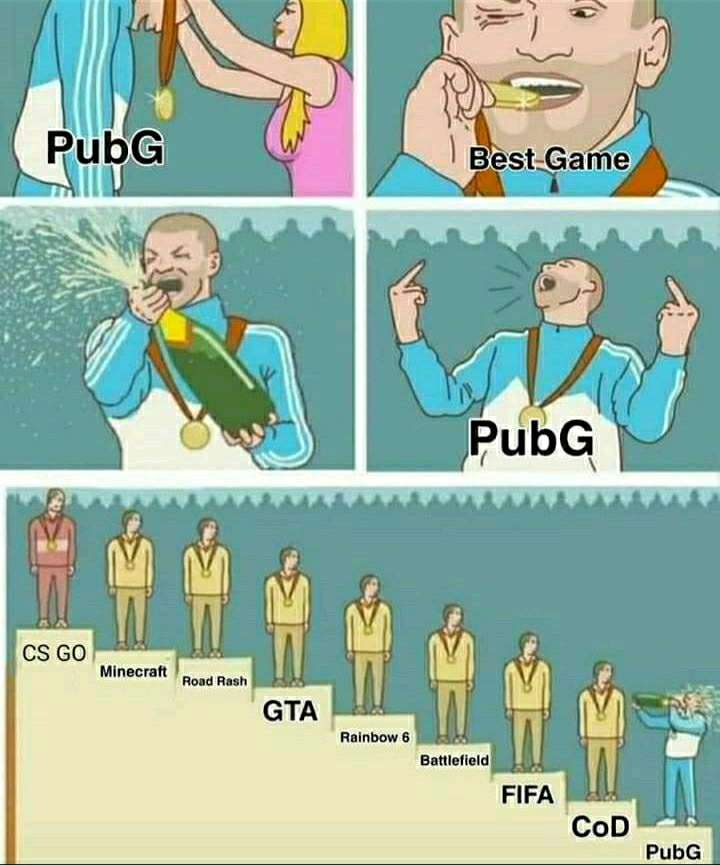 PubG
Best Game
PubG
CS GO
Minecraft
Road Rash
GTA
Rainbow 6
Battlefield
FIFA
CoD
PubG